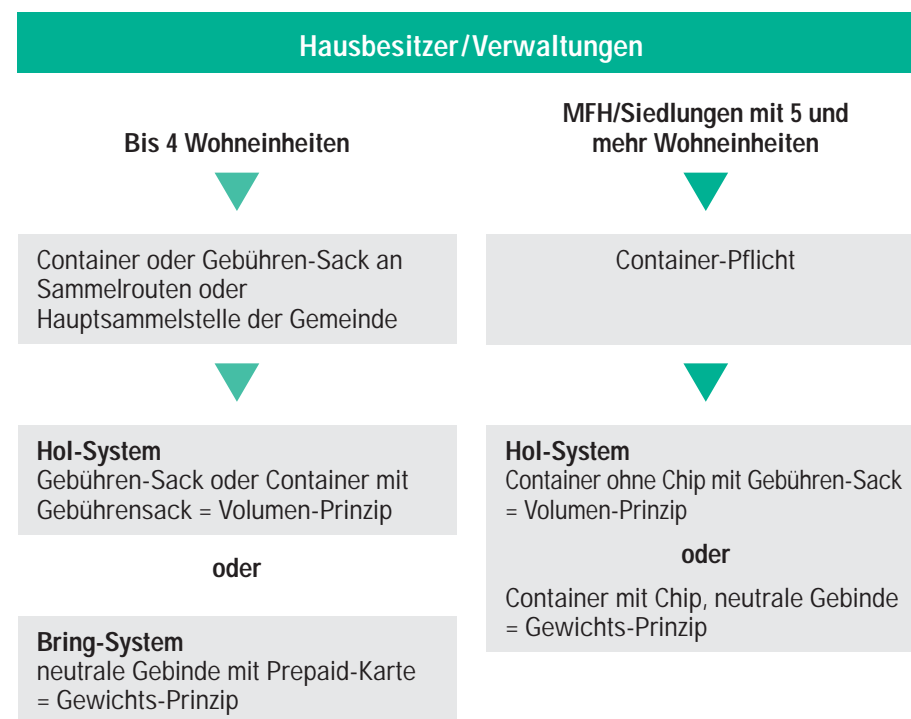 Hausbesitzer/Verwaltungen
Bis 4 Wohneinheiten
Container oder Gebühren-Sack an
Sammelrouten oder
Hauptsammelstelle der Gemeinde
Hol-System
Gebühren-Sack oder Container mit
Gebührensack = Volumen-Prinzip
oder
Bring-System
neutrale Gebinde mit Prepaid-Karte
= Gewichts-Prinzip
MFH/Siedlungen mit 5 und
mehr Wohneinheiten
Container-Pflicht
Hol-System
Container ohne Chip mit Gebühren-Sack
= Volumen-Prinzip
oder
Container mit Chip, neutrale Gebinde
= Gewichts-Prinzip